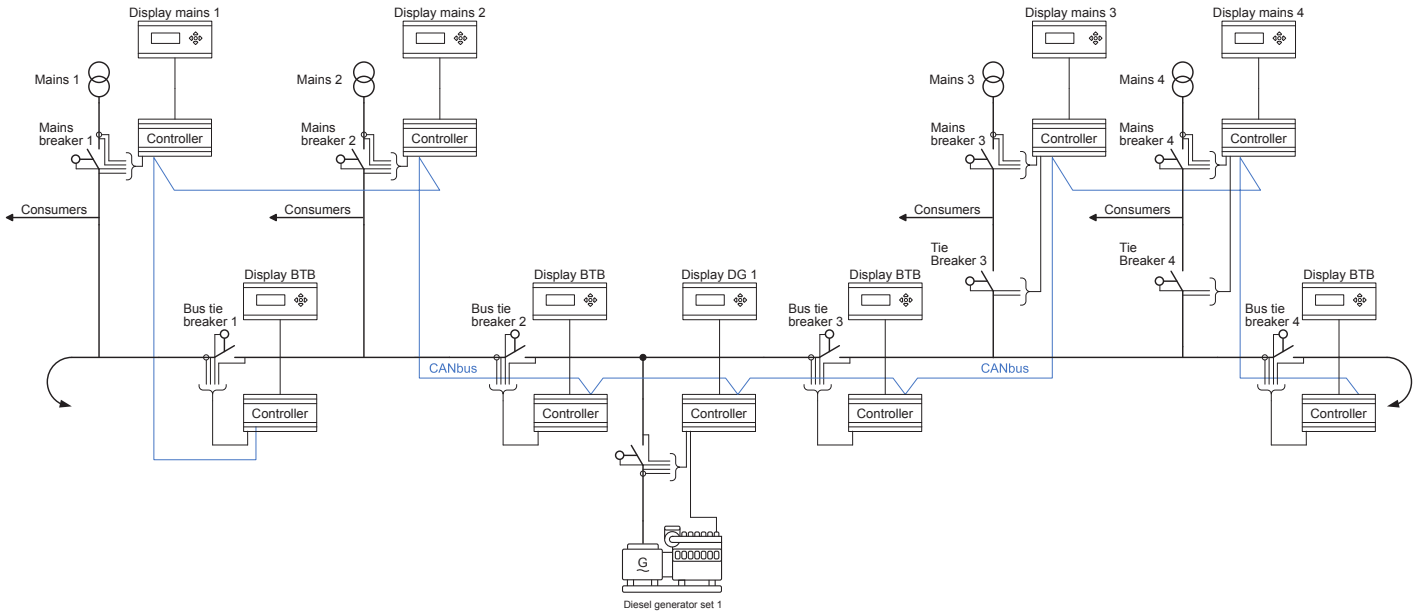 Display mains 1
Display mains 2
Display mains 3
Display mains 4
Mains 1
Mains 2
Mains 3
Mains 4
Mains
breaker 1
Controller
Mains
breaker 2
Controller
Mains
breaker 3
Controller
Mains
breaker 4
Controller
Consumers
Consumers
Consumers
Consumers
Tie
Breaker 3
Tie
Breaker 4
Display BTB
Display BTB
Display DG 1
Display BTB
Display BTB
Bus tie
breaker 1
Bus tie
breaker 2
Bus tie
breaker 3
Bus tie
breaker 4
CANbus
CANbus
Controller
Controller
Controller
Controller
Controller
G
~
Diesel generator set 1